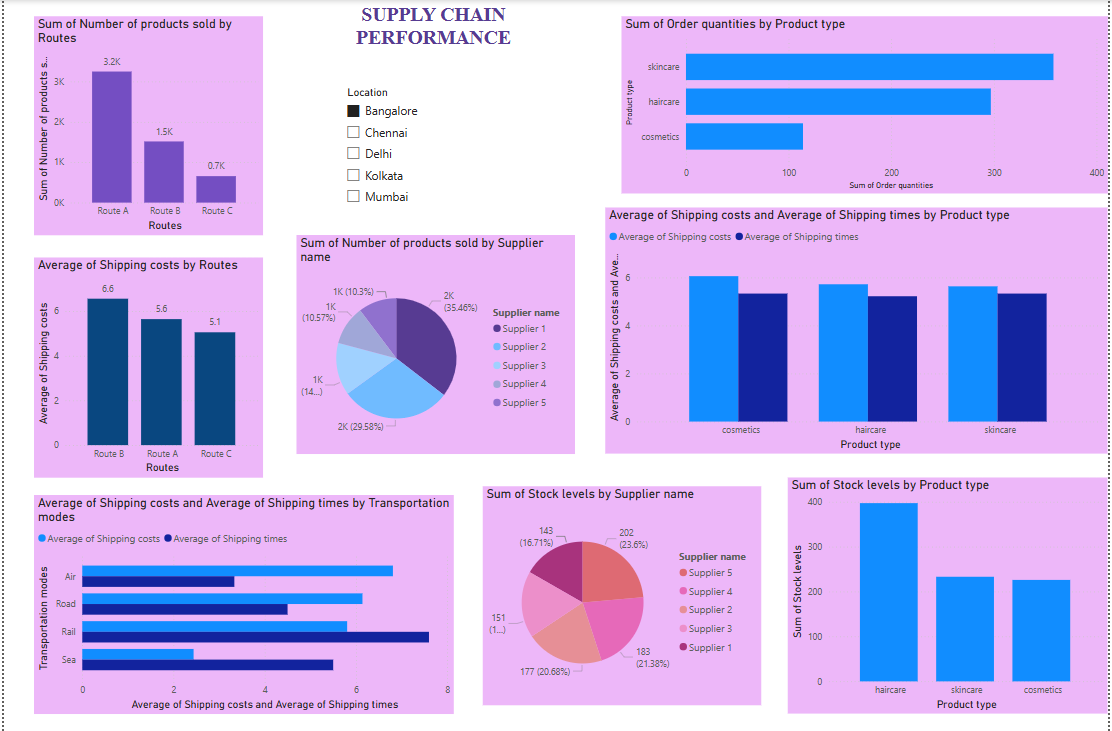 Sum of Number of products sold by
Routes
Sum of Number of products s...
3K
2K
1K
0K
3.2K
1.5K
0.7K
Route A Route B Route C
Routes
SUPPLY CHAIN
PERFORMANCE
Location
Bangalore
Chennai
Delhi
Kolkata
Mumbai
Sum of Order quantities by Product type
Product type
skincare
haircare
cosmetics
0 100 200 300 400
Sum of Order quantities
Average of Shipping costs by Routes
Average of Shipping costs
6
4
2
0
6.6
5.6
5.1
Route B Route A Route C
Routes
Sum of Number of products sold by Supplier
name
1K (10.3%)
2K
(35.46%)
1K
(10.57%)
1K
(14...)
2K (29.58%)
Supplier name
Supplier 1
Supplier 2
Supplier 3
Supplier 4
Supplier 5
Average of Shipping costs and Average of Shipping times by Product type
Average of Shipping costs Average of Shipping times
Average of Shipping costs and Ave...
6
4
2
0
cosmetics haircare skincare
Product type
Average of Shipping costs and Average of Shipping times by Transportation
modes
Average of Shipping costs Average of Shipping times
Transportation modes
Air
Road
Rail
Sea
0 2 4 6 8
Average of Shipping costs and Average of Shipping times
Sum of Stock levels by Supplier name
143
(16.71%)
202
(23.6%)
151
(1...)
183
(21.38%)
177 (20.68%)
Supplier name
Supplier 5
Supplier 4
Supplier 2
Supplier 3
Supplier 1
Sum of Stock levels by Product type
Sum of Stock levels
400
300
200
100
0
haircare skincare cosmetics
Product type